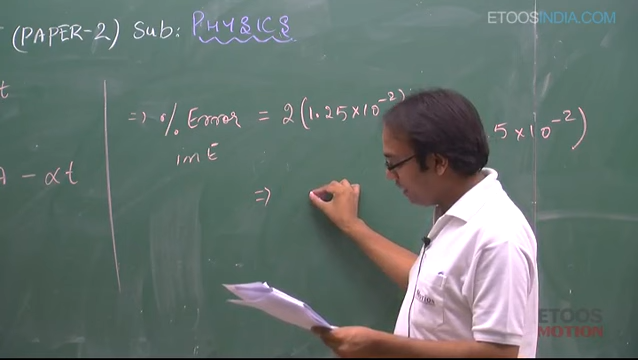 ETOOSINDIA.COM
(PAPER-2) Sub: PHYSICS
t
⇒ % Error = 2(1.25×10⁻²) .5×10⁻²)
in E
A - αt
⇒
ETOOS
MOTION